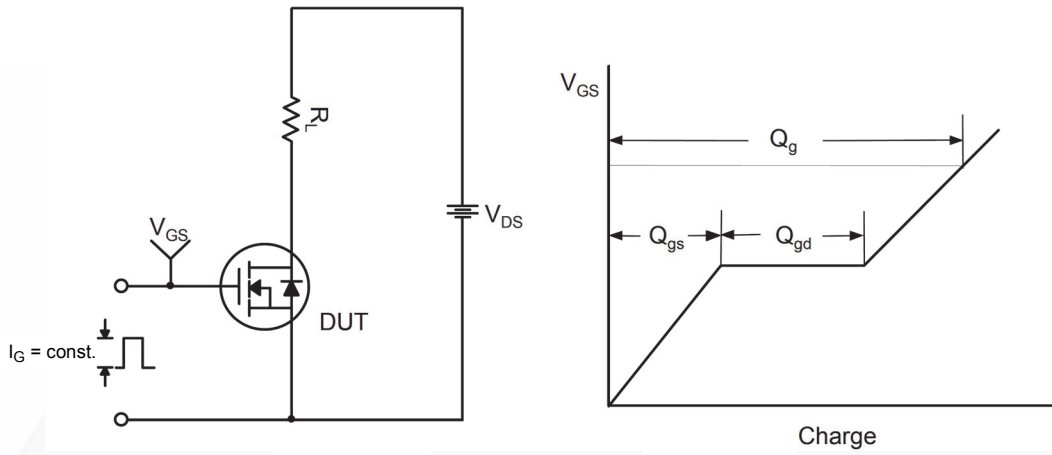 R_L
V_GS
V_DS
DUT
I_G = const.
V_GS
Q_g
Q_gs
Q_gd
Charge